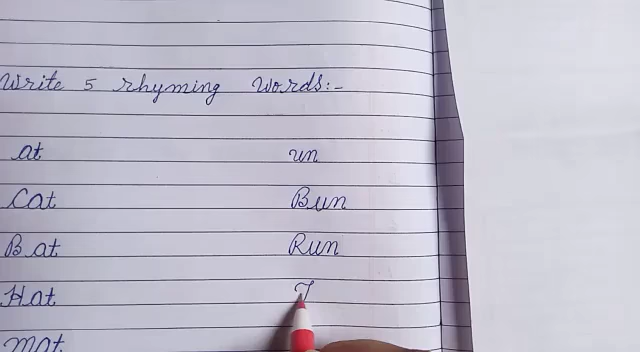 Write 5 rhyming Words:-
at un
Cat Bun
Bat Run
Hat
mat